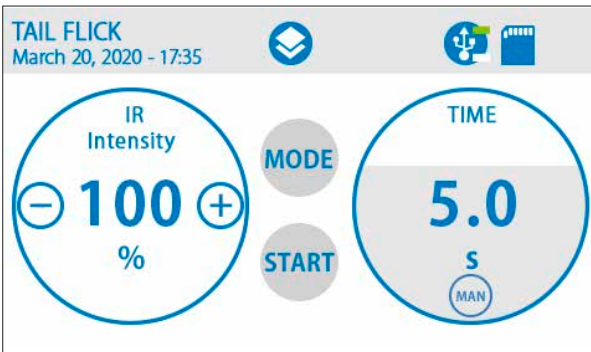 TAIL FLICK
March 20, 2020 - 17:35
IR
Intensity
100
%
MODE
START
TIME
5.0
s
MAN